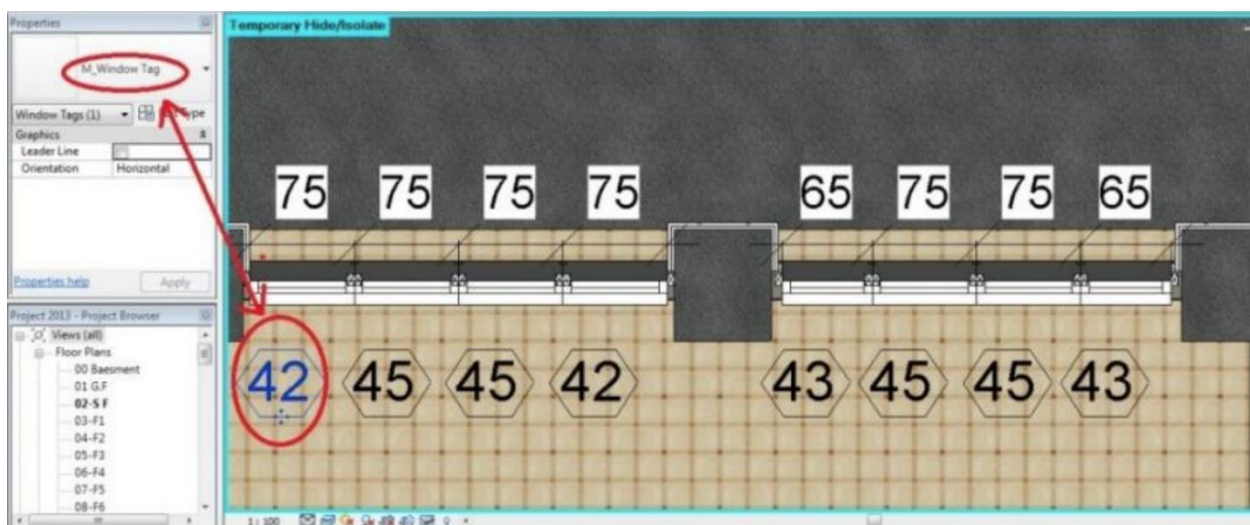 Properties
M_Window Tag
Window Tags (1)
Type
Graphics
Leader Line
Orientation Horizontal
Properties help Apply
Project 2013 - Project Browser
Views (all)
Floor Plans
00 Baesment
01 G.F
02-S F
03-F1
04-F2
05-F3
06-F4
07-F5
08-F6
Temporary Hide/Isolate
75 75 75 75 65 75 75 65
42 45 45 42 43 45 45 43
1 : 100